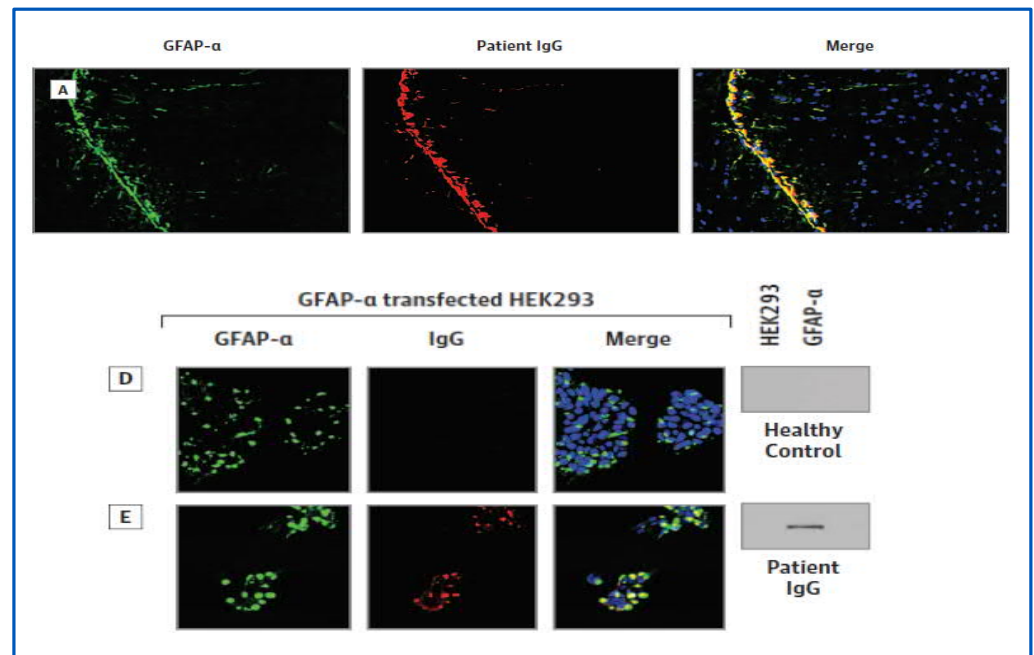 GFAP-α Patient IgG Merge
A
GFAP-α transfected HEK293
GFAP-α IgG Merge
HEK293
GFAP-α
D
Healthy
Control
E
Patient
IgG